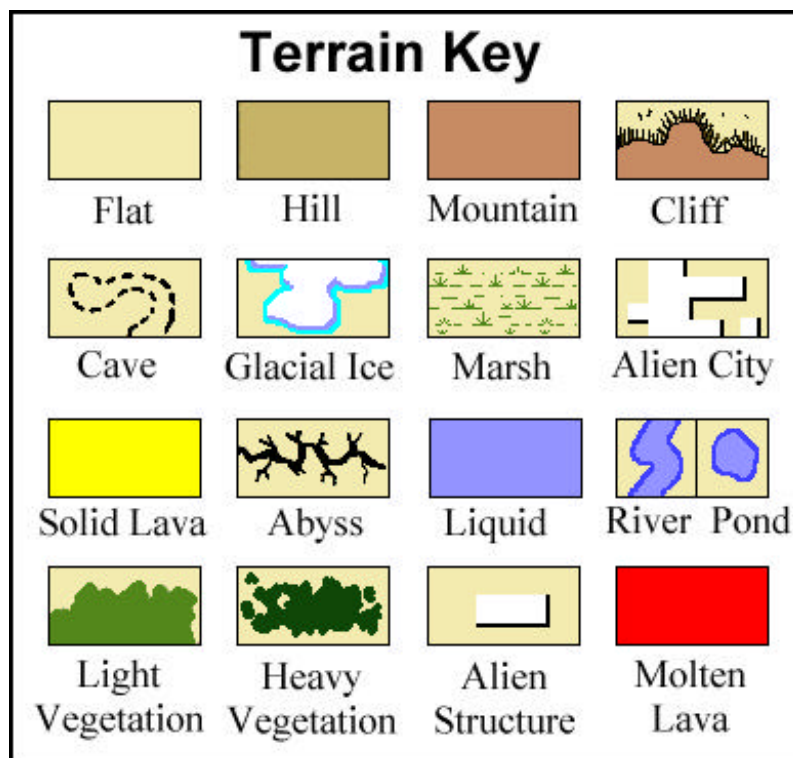 Terrain Key
Flat Hill Mountain Cliff
Cave Glacial Ice Marsh Alien City
Solid Lava Abyss Liquid River Pond
Light Vegetation Heavy Vegetation Alien Structure Molten Lava